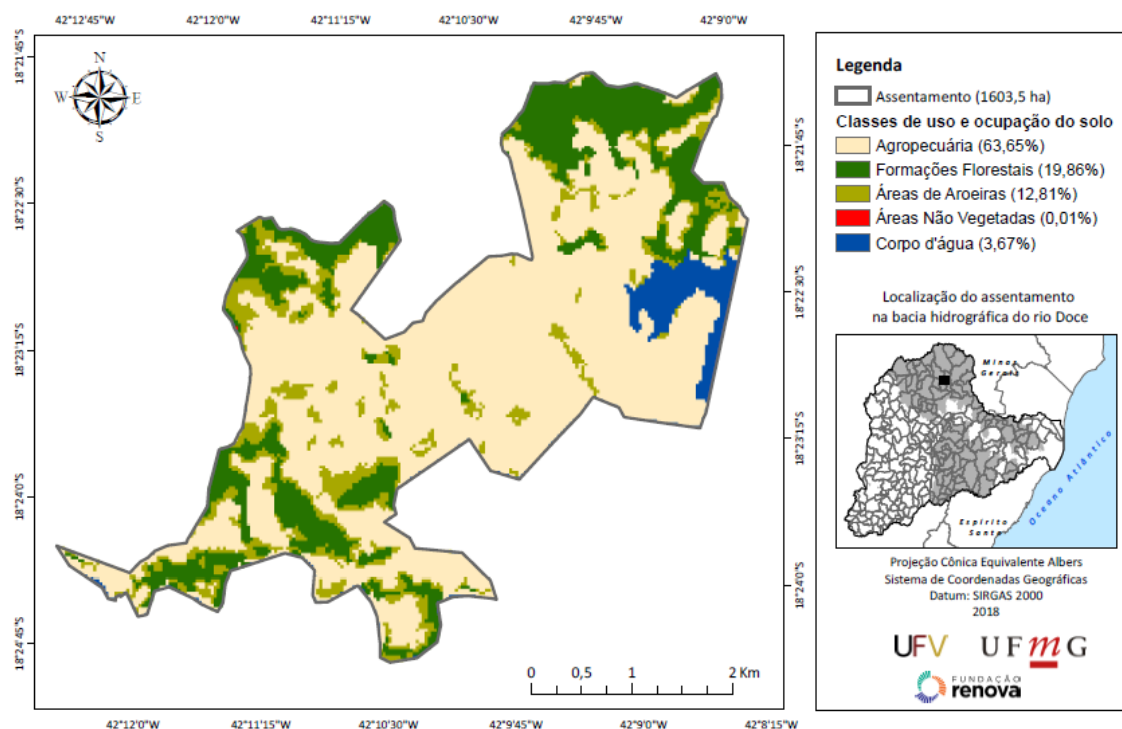 42°12'45"W 42°12'0"W 42°11'15"W 42°10'30"W 42°9'45"W 42°9'0"W
18°21'45"S
18°22'30"S
18°23'15"S
18°24'0"S
18°24'45"S
N
W E
S
18°21'45"S
18°22'30"S
18°23'15"S
18°24'0"S
0 0,5 1 2 Km
42°12'0"W 42°11'15"W 42°10'30"W 42°9'45"W 42°9'0"W 42°8'15"W
Legenda
Assentamento (1603,5 ha)
Classes de uso e ocupação do solo
Agropecuária (63,65%)
Formações Florestais (19,86%)
Áreas de Aroeiras (12,81%)
Áreas Não Vegetadas (0,01%)
Corpo d'água (3,67%)
Localização do assentamento
na bacia hidrográfica do rio Doce
Minas
Gerais
Oceano Atlântico
Espírito
Santo
Projeção Cônica Equivalente Albers
Sistema de Coordenadas Geográficas
Datum: SIRGAS 2000
2018
UFV UFmG
FUNDAÇÃO
renova